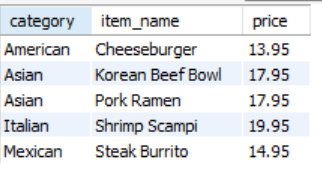 category item_name price
American Cheeseburger 13.95
Asian Korean Beef Bowl 17.95
Asian Pork Ramen 17.95
Italian Shrimp Scampi 19.95
Mexican Steak Burrito 14.95